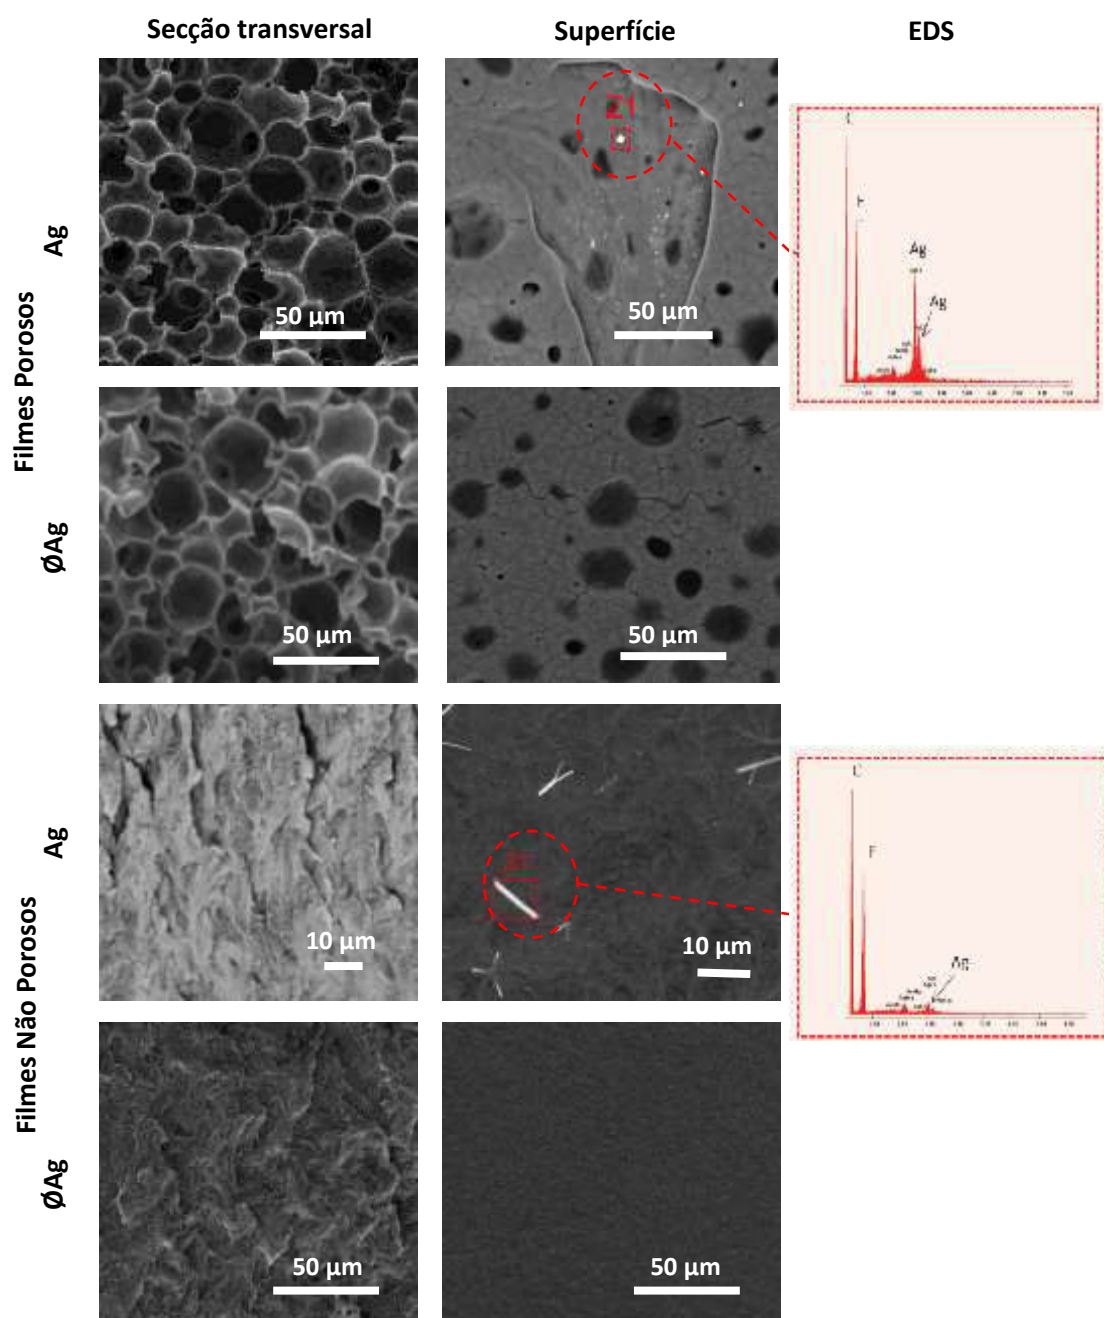 Secção transversal
Superfície
EDS
Filmes Porosos
Ag
50 µm
50 µm
Z1
F
Ag
Ag
ØAg
50 µm
50 µm
Filmes Não Porosos
Ag
10 µm
10 µm
C
F
Ag
ØAg
50 µm
50 µm